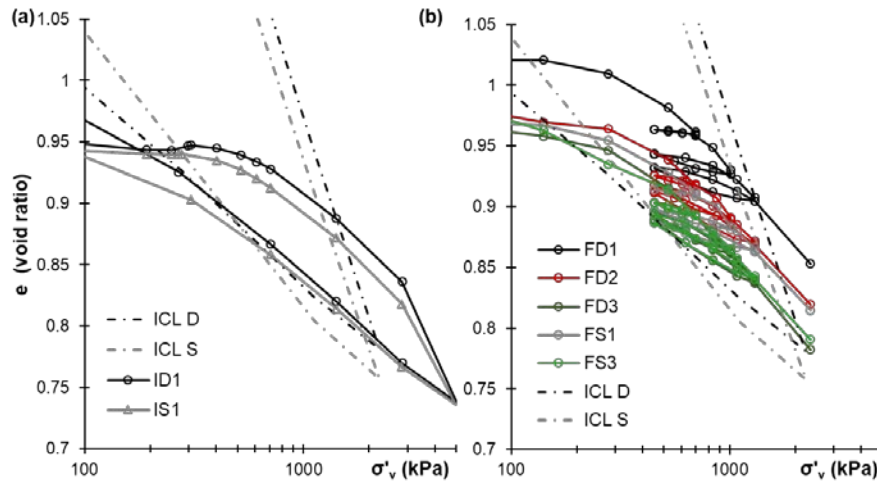 (a)
1.05
1
0.95
0.9
0.85
0.8
0.75
0.7
e (void ratio)
ICL D
ICL S
ID1
IS1
100
1000
σ'v (kPa)
(b)
1.05
1
0.95
0.9
0.85
0.8
0.75
0.7
FD1
FD2
FD3
FS1
FS3
ICL D
ICL S
100
1000
σ'v (kPa)